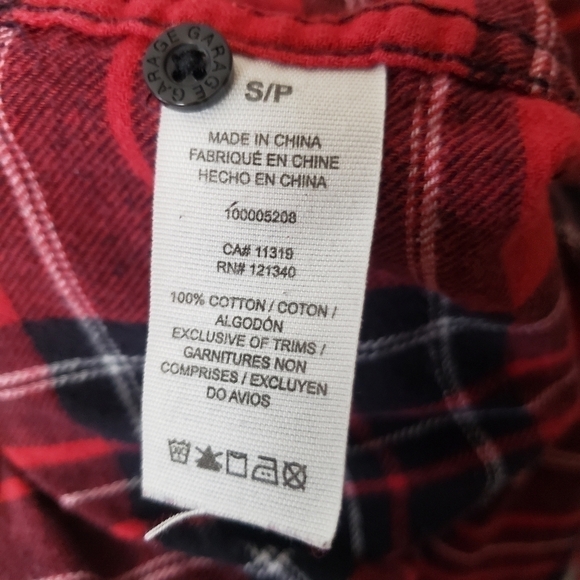 GARAGE GARAGE
S/P
MADE IN CHINA
FABRIQUÉ EN CHINE
HECHO EN CHINA
100005208
CA# 11319
RN# 121340
100% COTTON / COTON /
ALGODÓN
EXCLUSIVE OF TRIMS /
GARNITURES NON
COMPRISES / EXCLUYEN
DO AVIOS